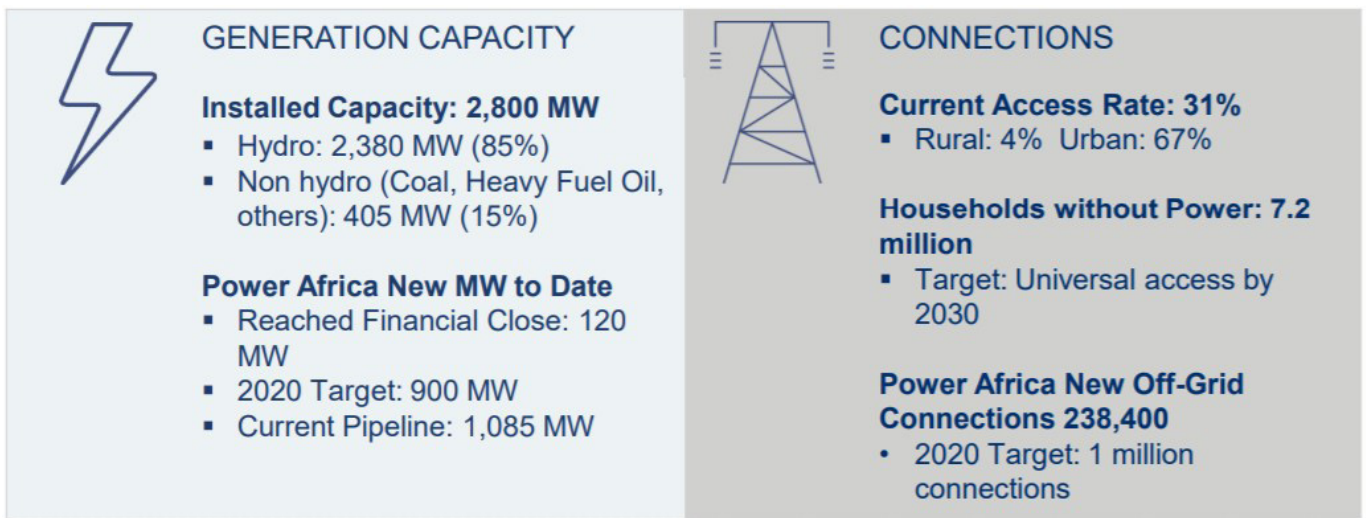 GENERATION CAPACITY
Installed Capacity: 2,800 MW
▪ Hydro: 2,380 MW (85%)
▪ Non hydro (Coal, Heavy Fuel Oil,
others): 405 MW (15%)
Power Africa New MW to Date
▪ Reached Financial Close: 120
MW
▪ 2020 Target: 900 MW
▪ Current Pipeline: 1,085 MW
CONNECTIONS
Current Access Rate: 31%
▪ Rural: 4%  Urban: 67%
Households without Power: 7.2
million
▪ Target: Universal access by
2030
Power Africa New Off-Grid
Connections 238,400
• 2020 Target: 1 million
connections